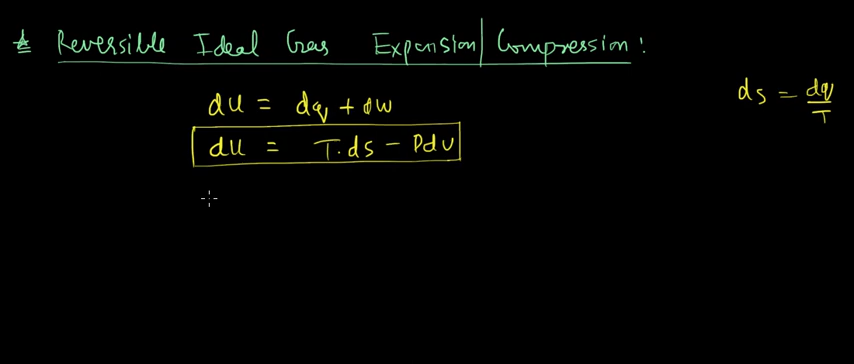 * Reversible Ideal Gas Expansion/Compression:
dU = dq + dw
ds = dq/T
dU = T.ds - Pdv